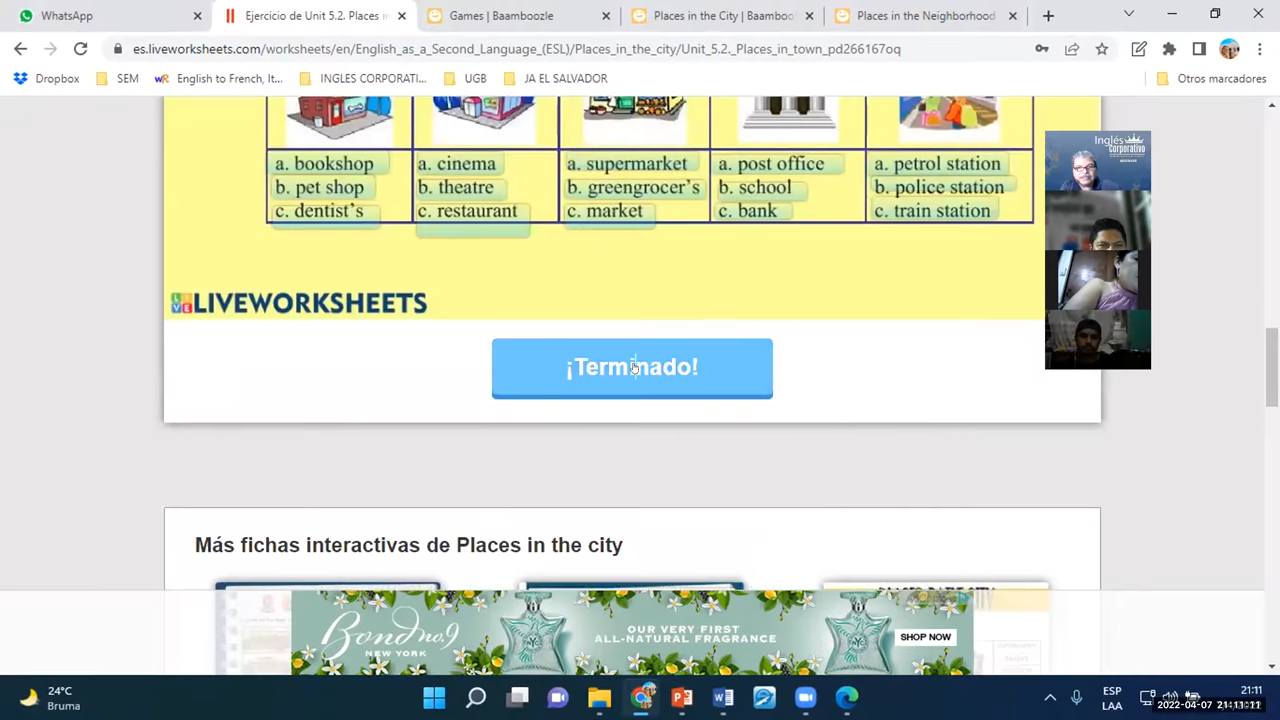 WhatsApp
Ejercicio de Unit 5.2. Places
Games | Baamboozle
Places in the City | Baamboo
Places in the Neighborhood
es.liveworksheets.com/worksheets/en/English_as_a_Second_Language_(ESL)/Places_in_the_city/Unit_5.2._Places_in_town_pd266167oq
Dropbox
SEM
English to French, It...
INGLES CORPORATI...
UGB
JA EL SALVADOR
Otros marcadores
Inglés
Corporativo
a. bookshop
b. pet shop
c. dentist's
a. cinema
b. theatre
c. restaurant
a. supermarket
b. greengrocer's
c. market
a. post office
b. school
c. bank
a. petrol station
b. police station
c. train station
LIVEWORKSHEETS
¡Terminado!
Más fichas interactivas de Places in the city
Bond no.9
NEW YORK
OUR VERY FIRST
ALL-NATURAL FRAGRANCE
SHOP NOW
24°C
Bruma
ESP
LAA
21:11
2022-04-07 21:11:11